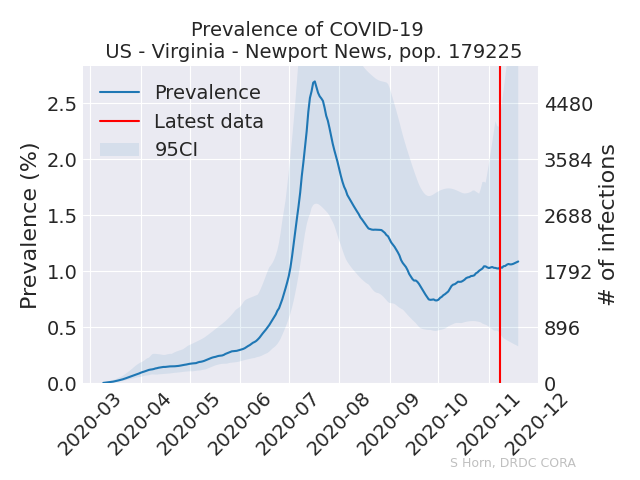 Prevalence of COVID-19
US - Virginia - Newport News, pop. 179225
Prevalence
Latest data
95CI
Prevalence (%)
2.5
2.0
1.5
1.0
0.5
0.0
4480
3584
2688
1792
896
0
# of infections
2020-03
2020-04
2020-05
2020-06
2020-07
2020-08
2020-09
2020-10
2020-11
2020-12
S Horn, DRDC CORA